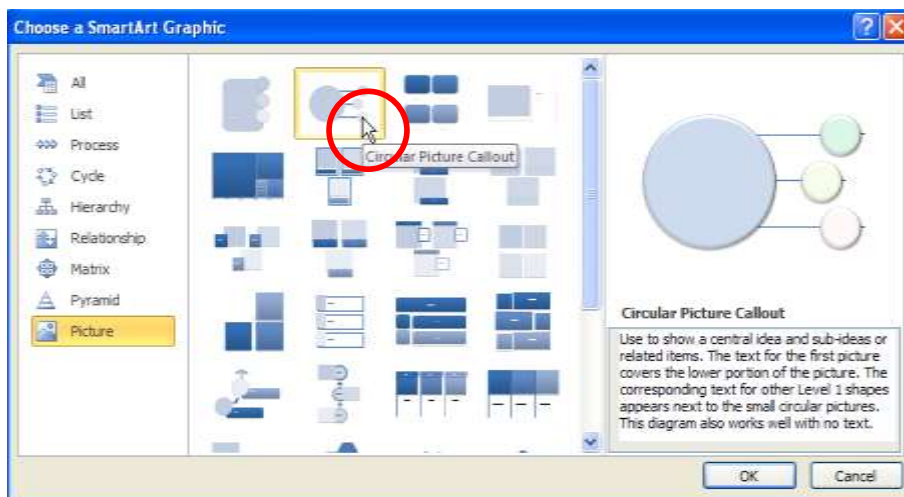 Choose a SmartArt Graphic
All
List
Process
Cycle
Hierarchy
Relationship
Matrix
Pyramid
Picture
Circular Picture Callout
Circular Picture Callout
Use to show a central idea and sub-ideas or
related items. The text for the first picture
covers the lower portion of the picture. The
corresponding text for other Level 1 shapes
appears next to the small circular pictures.
This diagram also works well with no text.
OK
Cancel